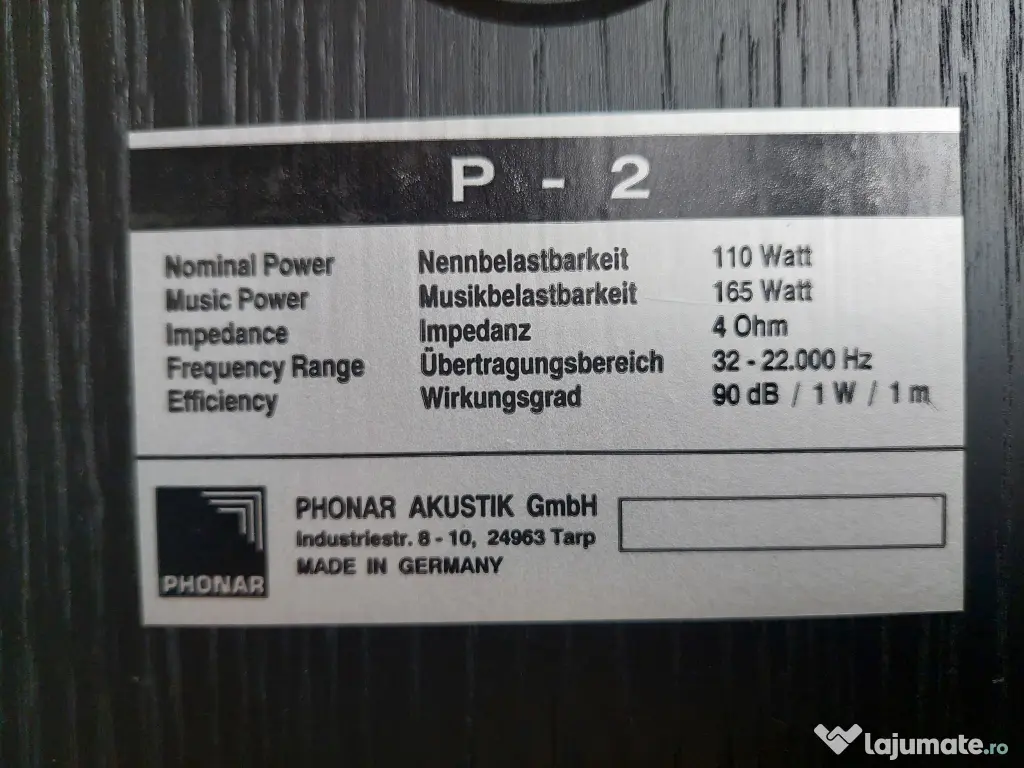 P - 2
Nominal Power Nennbelastbarkeit 110 Watt
Music Power Musikbelastbarkeit 165 Watt
Impedance Impedanz 4 Ohm
Frequency Range Übertragungsbereich 32 - 22.000 Hz
Efficiency Wirkungsgrad 90 dB / 1 W / 1 m
PHONAR AKUSTIK GmbH
Industriestr. 8 - 10, 24963 Tarp
MADE IN GERMANY
PHONAR
lajumate.ro